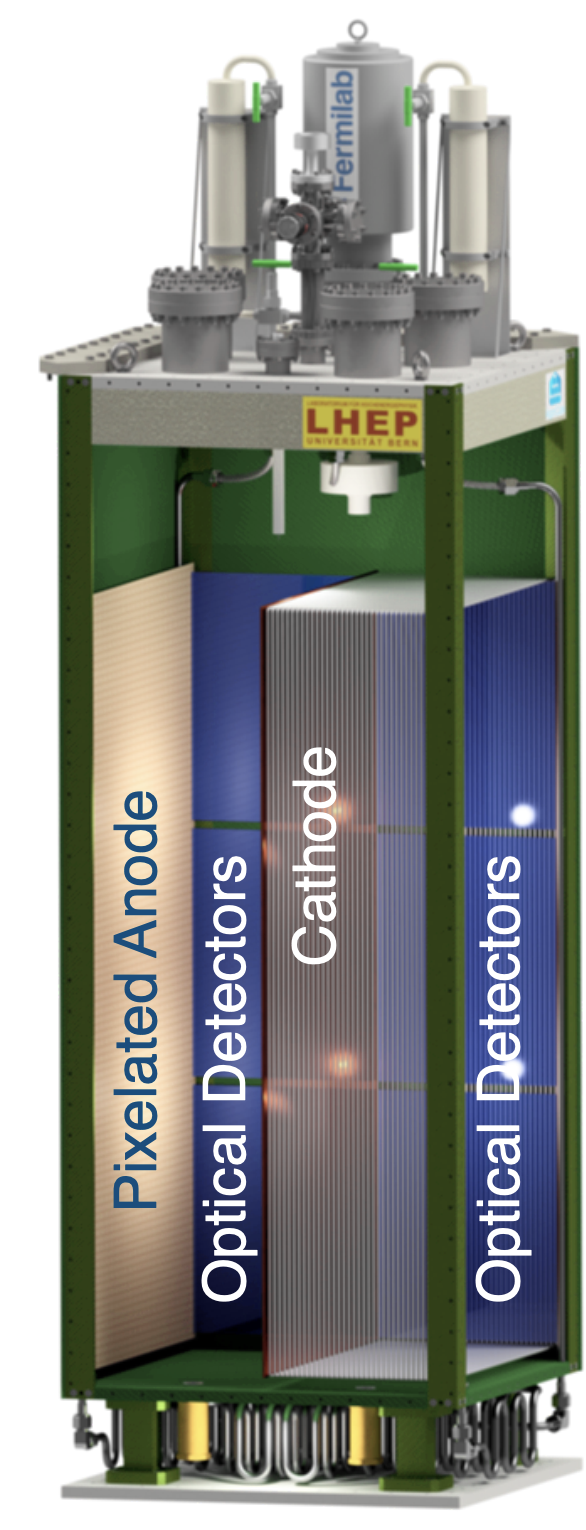 Fermilab
LHEP
UNIVERSITÄT BERN
Pixelated Anode
Optical Detectors
Cathode
Optical Detectors